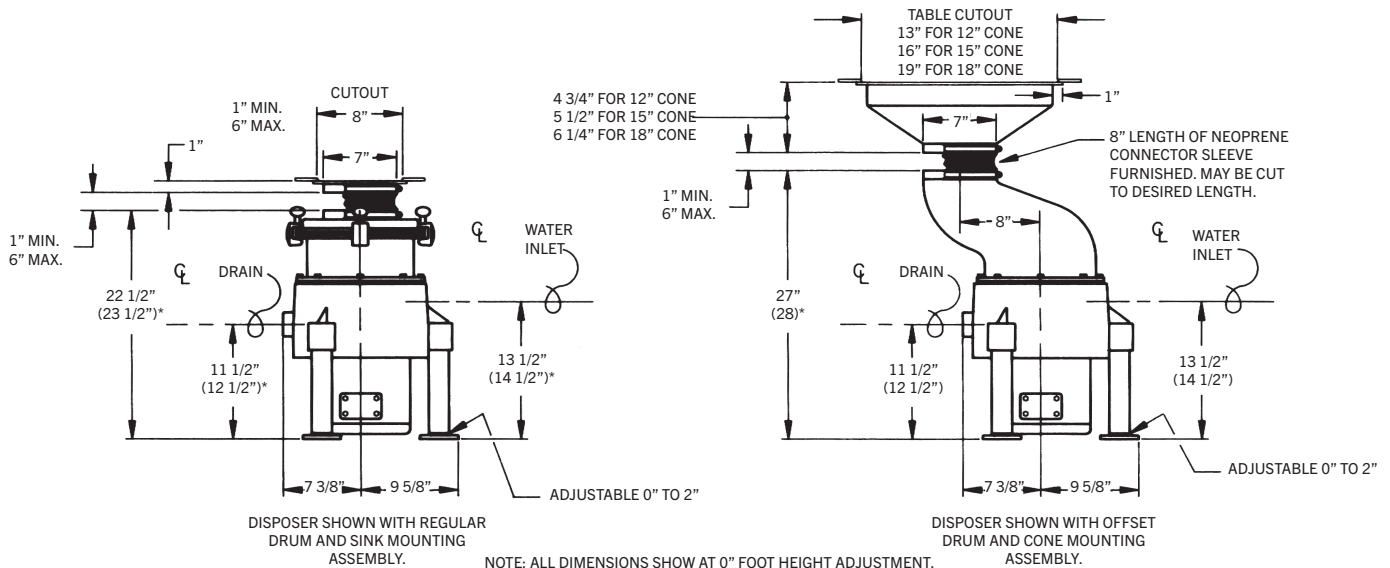 CUTOUT
1” MIN.
6” MAX.
8”
1”
7”
1” MIN.
6” MAX.
℄
WATER
INLET
℄
DRAIN
22 1/2”
(23 1/2”)*
11 1/2”
(12 1/2”)*
13 1/2”
(14 1/2”)*
7 3/8”
9 5/8”
ADJUSTABLE 0” TO 2”
DISPOSER SHOWN WITH REGULAR
DRUM AND SINK MOUNTING
ASSEMBLY.
TABLE CUTOUT
13” FOR 12” CONE
16” FOR 15” CONE
19” FOR 18” CONE
4 3/4” FOR 12” CONE
5 1/2” FOR 15” CONE
6 1/4” FOR 18” CONE
1”
7”
8” LENGTH OF NEOPRENE
CONNECTOR SLEEVE
FURNISHED. MAY BE CUT
TO DESIRED LENGTH.
1” MIN.
6” MAX.
8”
℄
WATER
INLET
℄
DRAIN
27”
(28)*
11 1/2”
(12 1/2”)
13 1/2”
(14 1/2”)
7 3/8”
9 5/8”
ADJUSTABLE 0” TO 2”
DISPOSER SHOWN WITH OFFSET
DRUM AND CONE MOUNTING
ASSEMBLY.
NOTE: ALL DIMENSIONS SHOW AT 0” FOOT HEIGHT ADJUSTMENT.